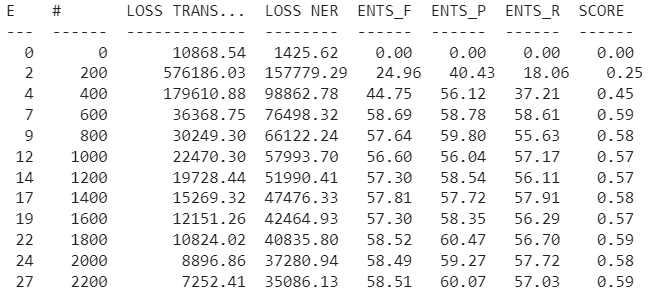 E # LOSS TRANS... LOSS NER ENTS_F ENTS_P ENTS_R SCORE
--- ------ ------------- -------- ------ ------ ------ ------
0 0 10868.54 1425.62 0.00 0.00 0.00 0.00
2 200 576186.03 157779.29 24.96 40.43 18.06 0.25
4 400 179610.88 98862.78 44.75 56.12 37.21 0.45
7 600 36368.75 76498.32 58.69 58.78 58.61 0.59
9 800 30249.30 66122.24 57.64 59.80 55.63 0.58
12 1000 22470.30 57993.70 56.60 56.04 57.17 0.57
14 1200 19728.44 51990.41 57.30 58.54 56.11 0.57
17 1400 15269.32 47476.33 57.81 57.72 57.91 0.58
19 1600 12151.26 42464.93 57.30 58.35 56.29 0.57
22 1800 10824.02 40835.80 58.52 60.47 56.70 0.59
24 2000 8896.86 37280.94 58.49 59.27 57.72 0.58
27 2200 7252.41 35086.13 58.51 60.07 57.03 0.59